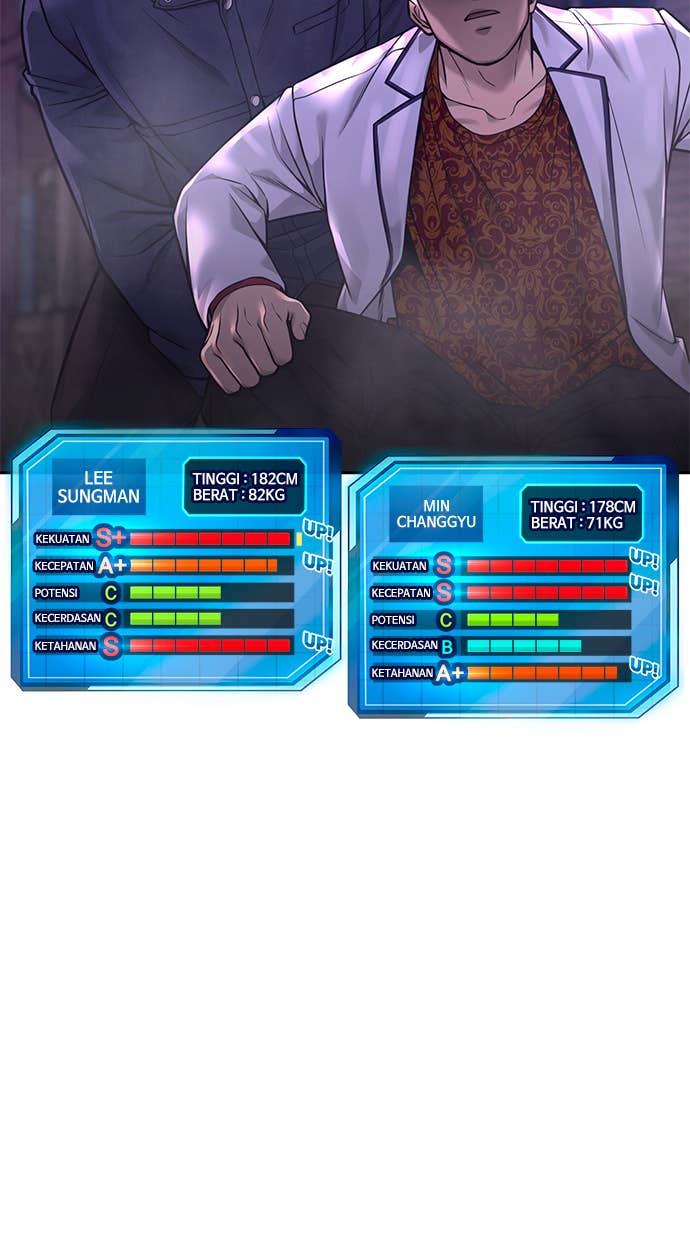 LEE
SUNGMAN
TINGGI : 182CM
BERAT : 82KG
KEKUATAN S+ UP!
KECEPATAN A+ UP!
POTENSI C
KECERDASAN C
KETAHANAN S UP!
MIN
CHANGGYU
TINGGI : 178CM
BERAT : 71KG
KEKUATAN S UP!
KECEPATAN S UP!
POTENSI C
KECERDASAN B
KETAHANAN A+ UP!